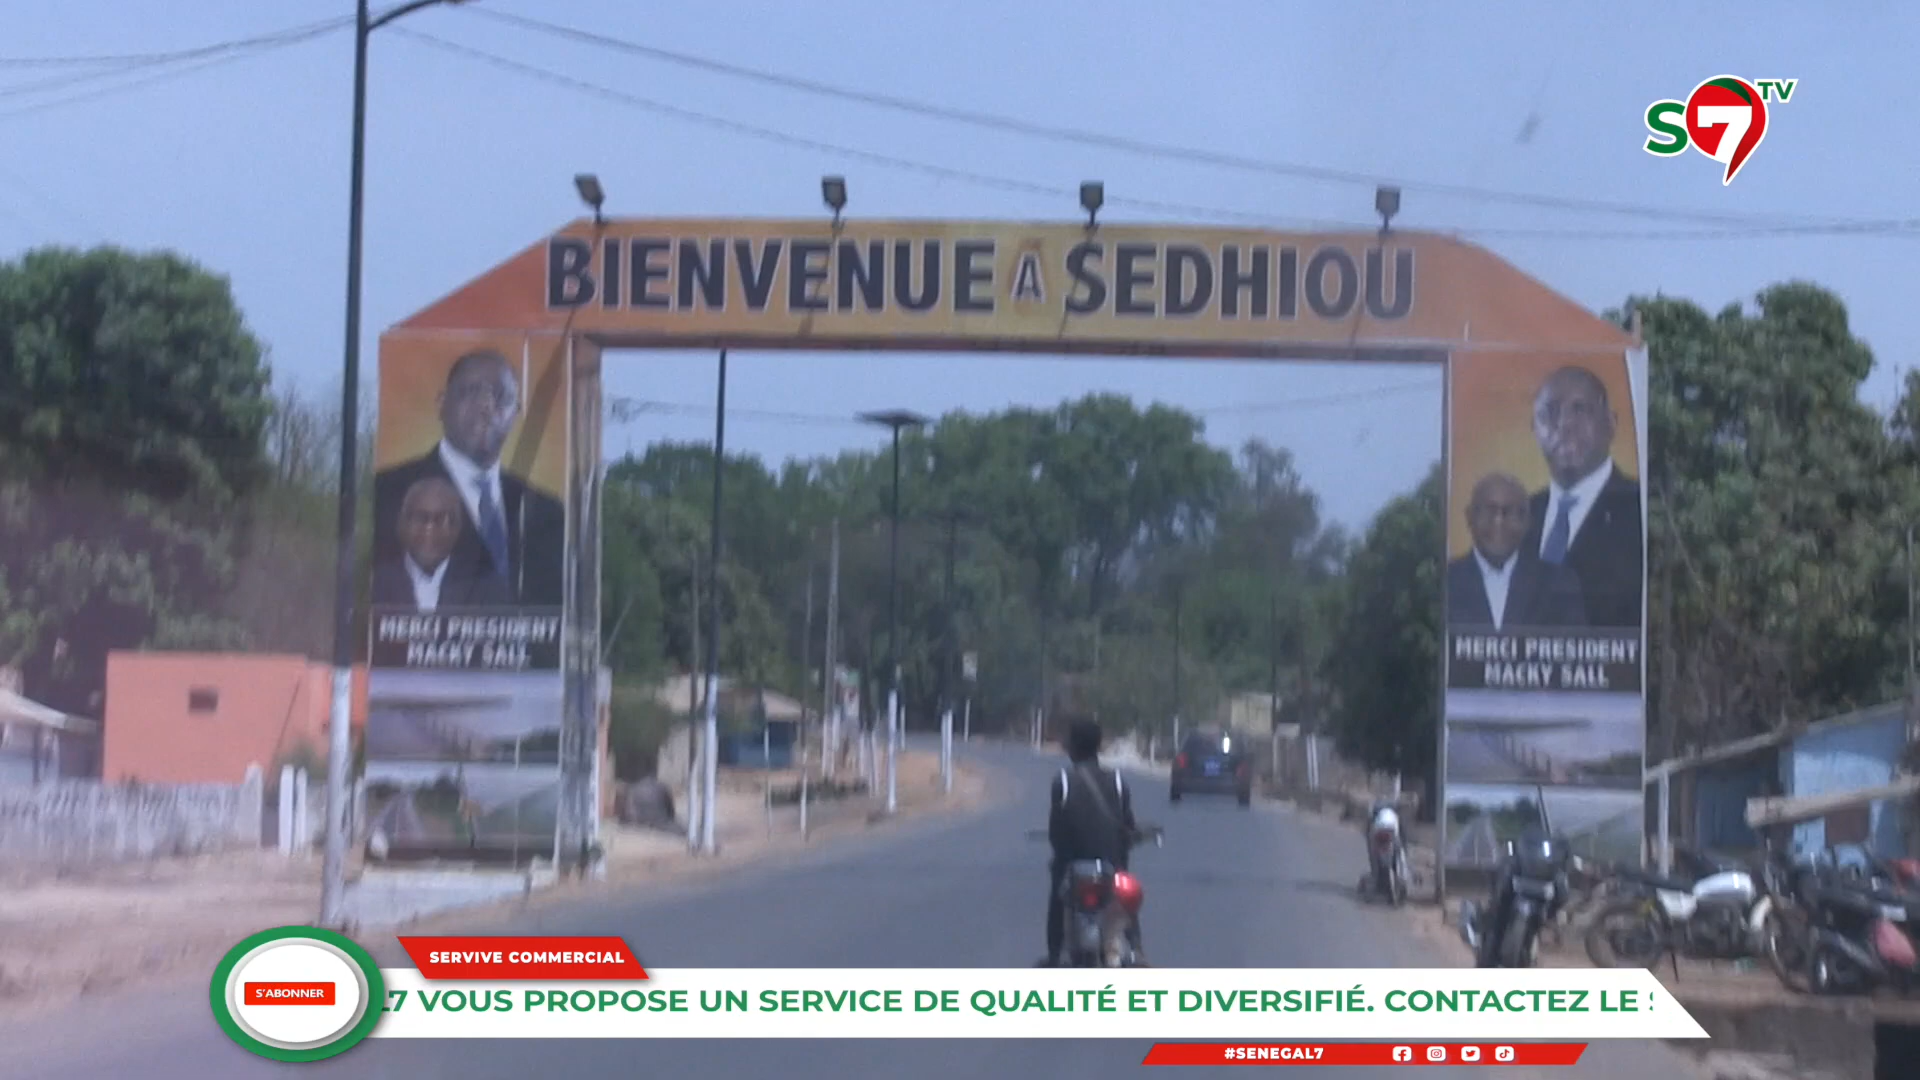 S7 TV
BIENVENUE À SEDHIOU
MERCI PRESIDENT
MACKY SALL
MERCI PRESIDENT
MACKY SALL
SERVIVE COMMERCIAL
S'ABONNER
L7 VOUS PROPOSE UN SERVICE DE QUALITÉ ET DIVERSIFIÉ. CONTACTEZ LE
#SENEGAL7